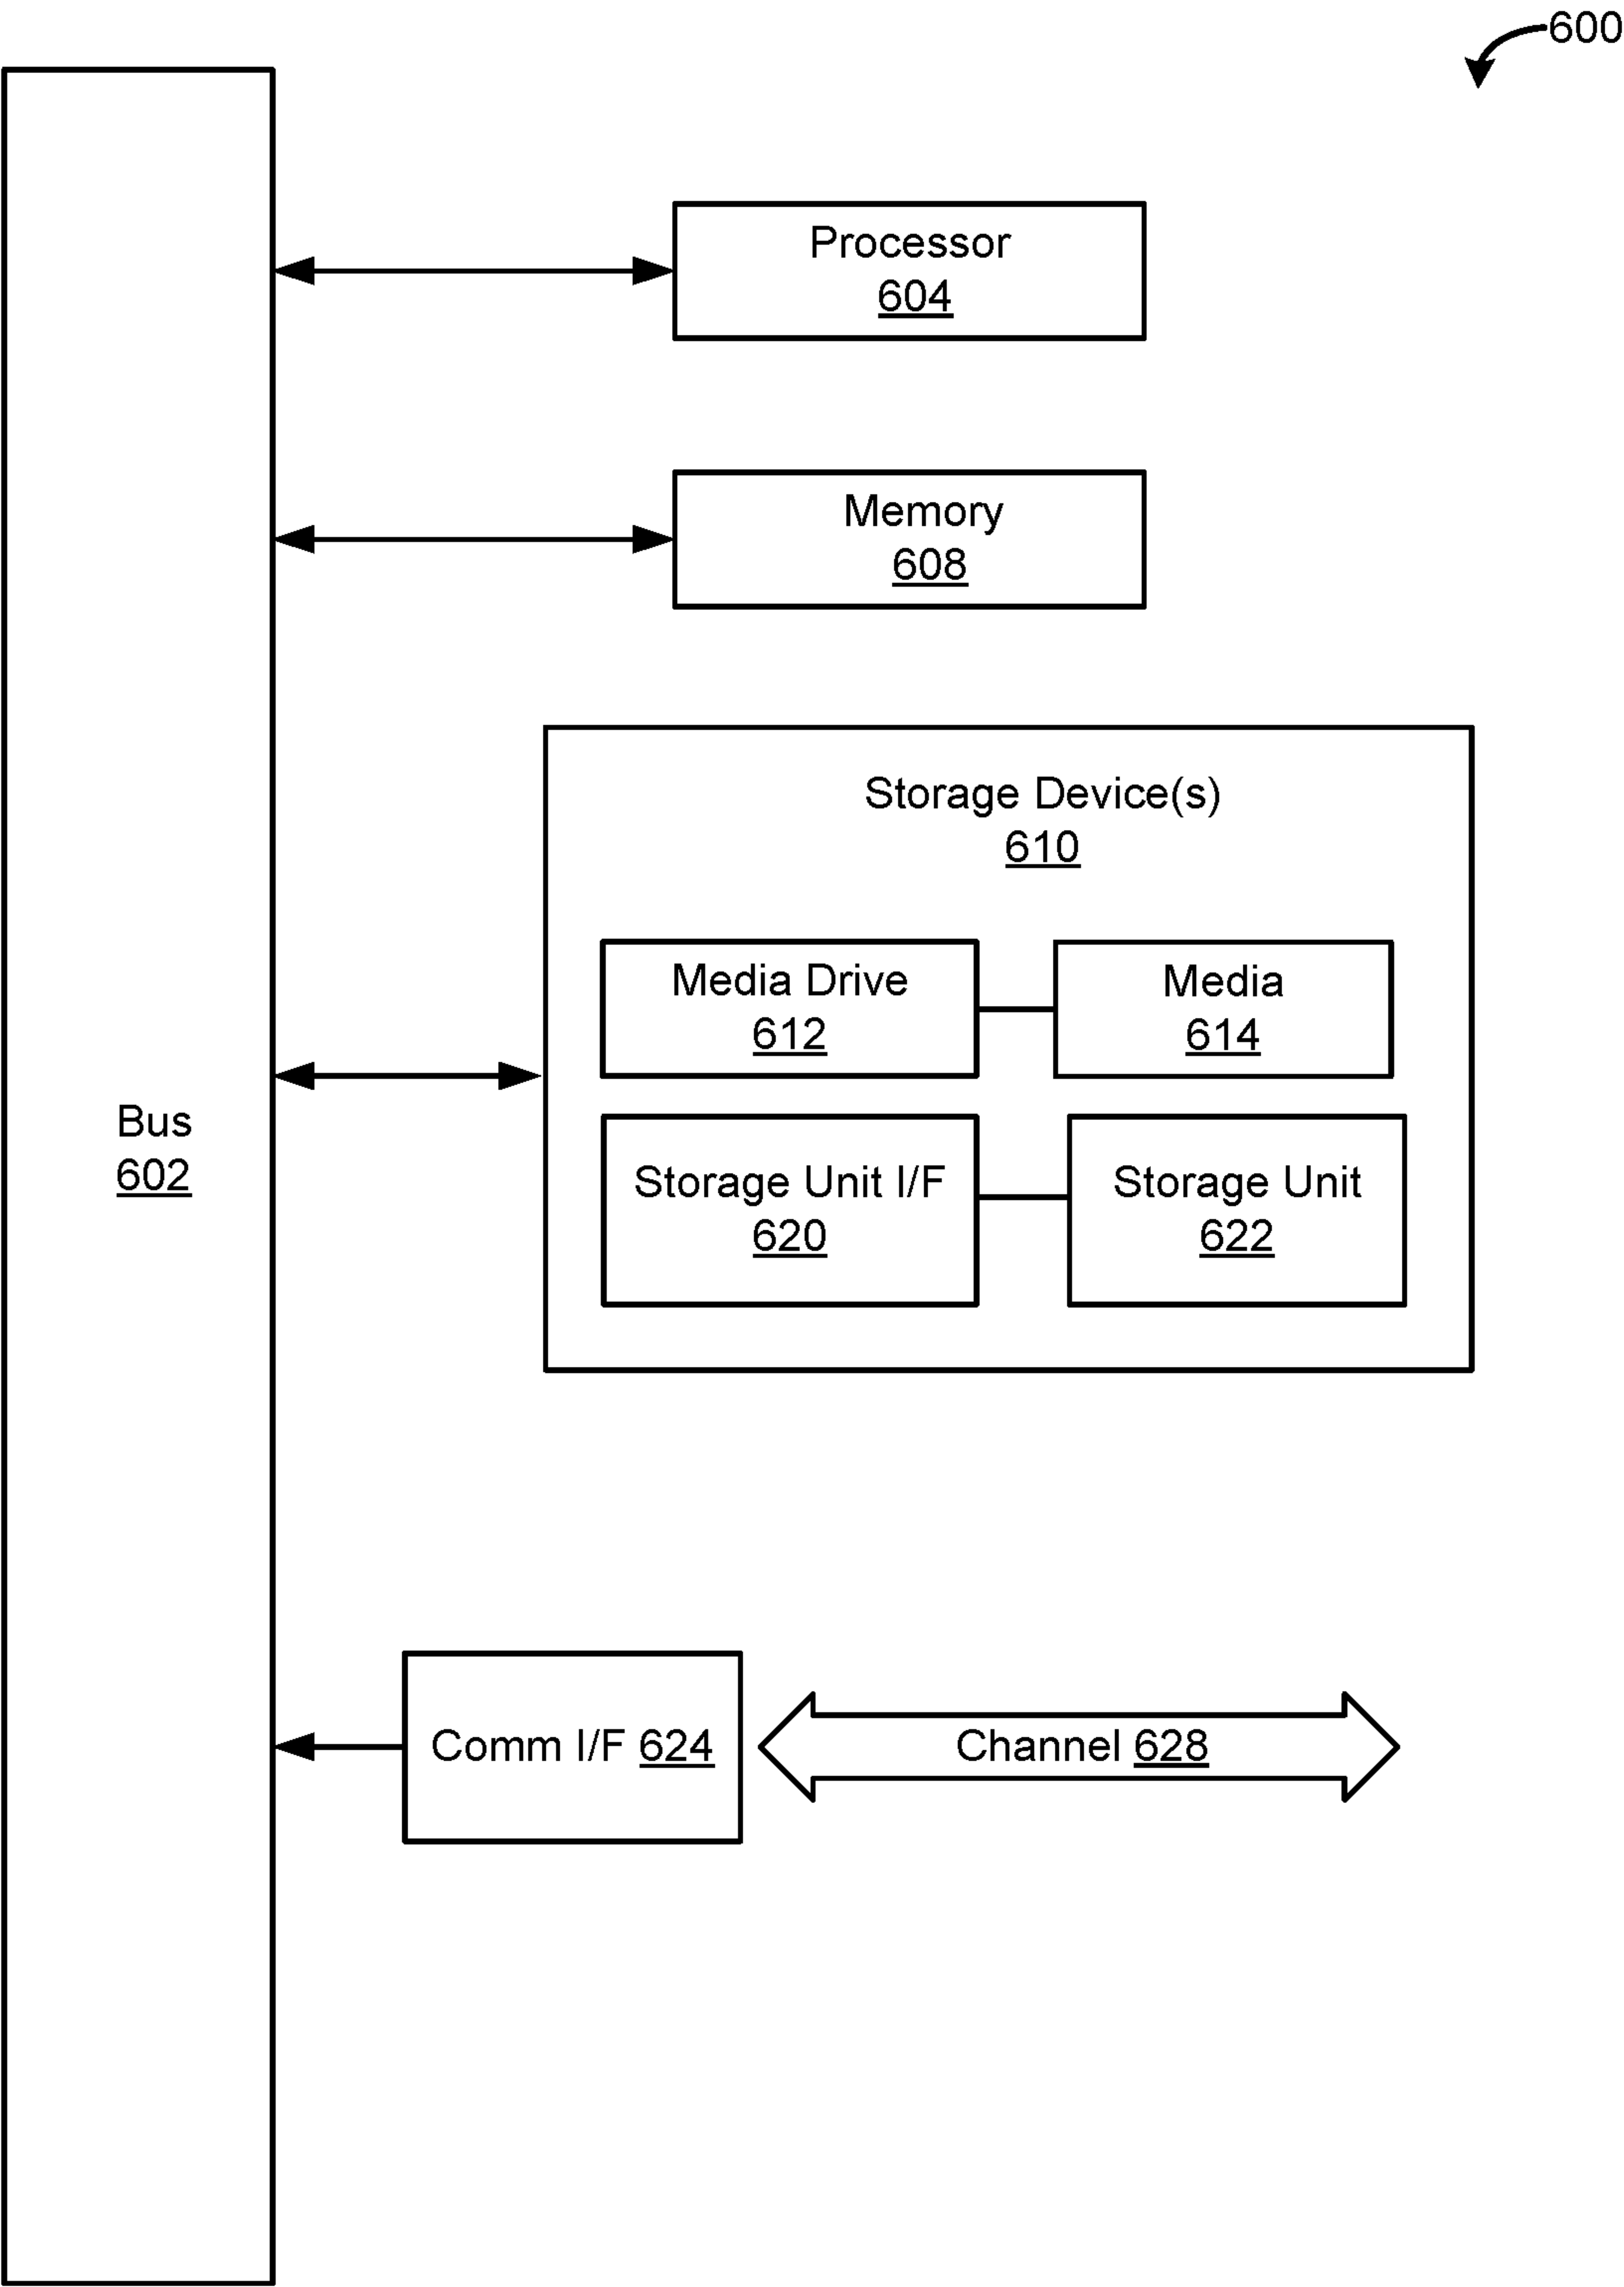 600
Processor
604
Memory
608
Storage Device(s)
610
Media Drive
612
Media
614
Bus
602
Storage Unit I/F
620
Storage Unit
622
Comm I/F 624
Channel 628